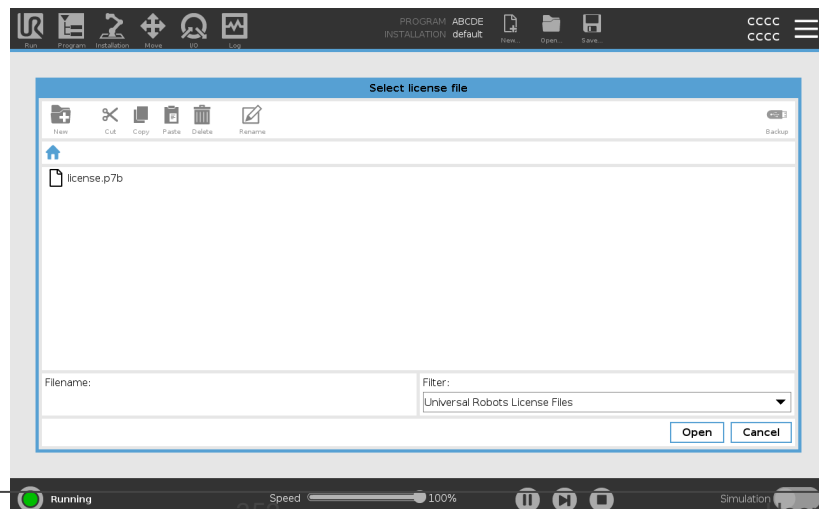 UR
PROGRAM ABCDE
INSTALLATION default
CCCC
CCCC
Run Program Installation Move I/O Log New... Open... Save...
Select license file
New Cut Copy Paste Delete Rename Backup
license.p7b
Filename:
Filter:
Universal Robots License Files
Open Cancel
Running Speed 100% Simulation